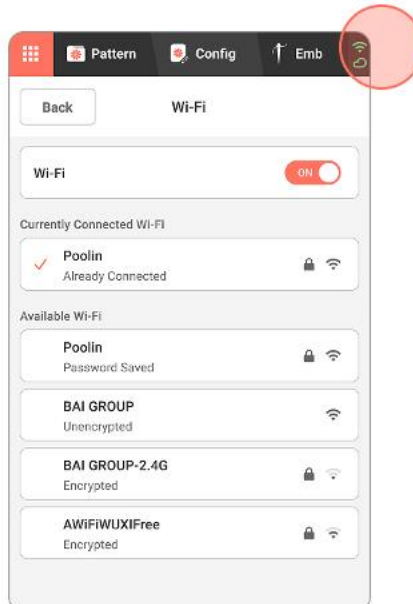 Pattern Config Emb
Back Wi-Fi
Wi-Fi ON
Currently Connected Wi-Fi
Poolin
Already Connected
Available Wi-Fi
Poolin
Password Saved
BAI GROUP
Unencrypted
BAI GROUP-2.4G
Encrypted
AWiFiWUXIFree
Encrypted